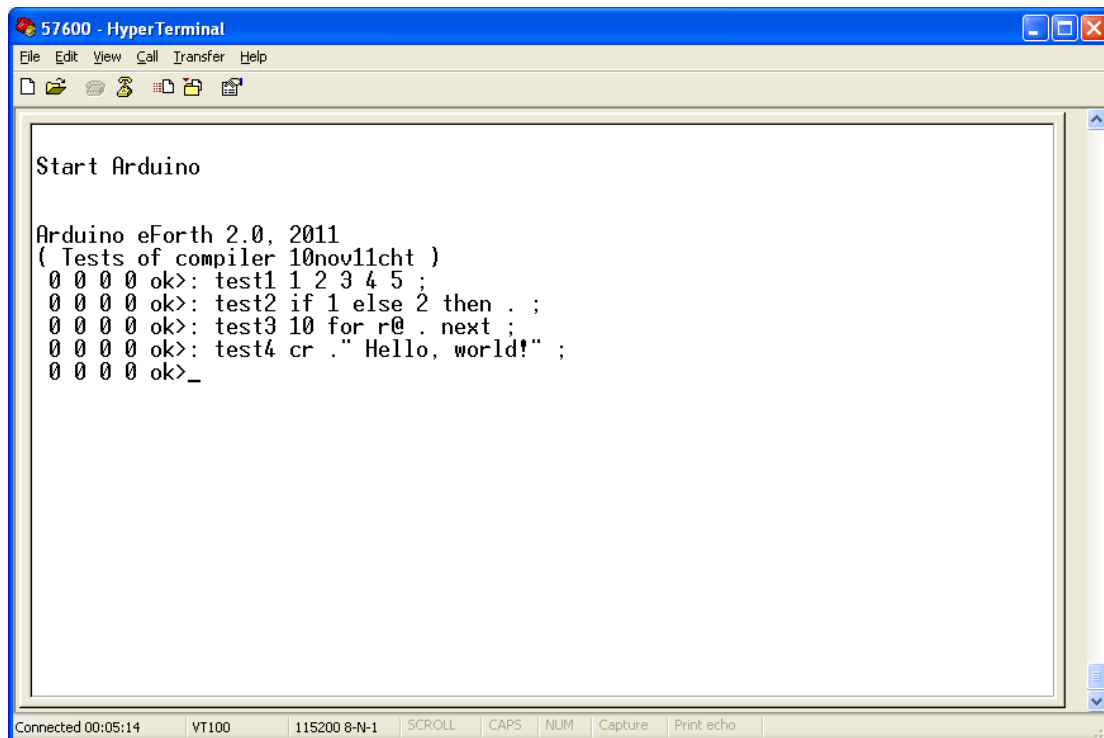 57600 - HyperTerminal
File Edit View Call Transfer Help
Start Arduino
Arduino eForth 2.0, 2011
( Tests of compiler 10nov11cht )
0 0 0 0 ok>: test1 1 2 3 4 5 ;
0 0 0 0 ok>: test2 if 1 else 2 then . ;
0 0 0 0 ok>: test3 10 for r@ . next ;
0 0 0 0 ok>: test4 cr ." Hello, world!" ;
0 0 0 0 ok>_
Connected 00:05:14 VT100 115200 8-N-1 SCROLL CAPS NUM Capture Print echo